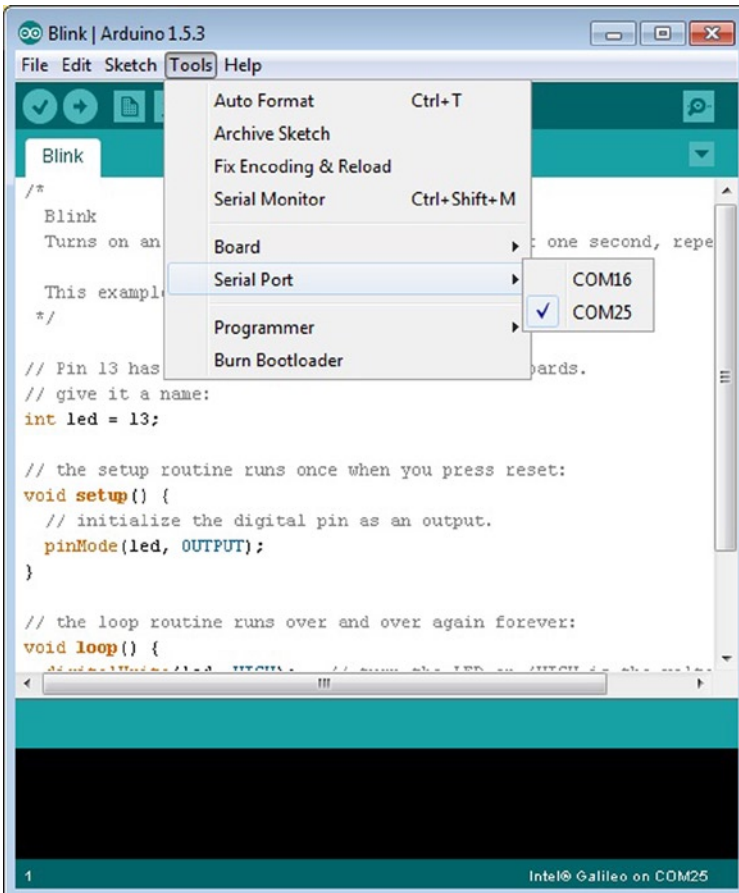 Blink | Arduino 1.5.3
File Edit Sketch Tools Help
Auto Format Ctrl+T
Archive Sketch
Fix Encoding & Reload
Serial Monitor Ctrl+Shift+M
Board
Serial Port
COM16
COM25
Programmer
Burn Bootloader
Blink
/*
Blink
Turns on an one second, repe
This exampl
*/
// Pin 13 has oards.
// give it a name:
int led = 13;
// the setup routine runs once when you press reset:
void setup() {
// initialize the digital pin as an output.
pinMode(led, OUTPUT);
}
// the loop routine runs over and over again forever:
void loop() {
1 Intel® Galileo on COM25